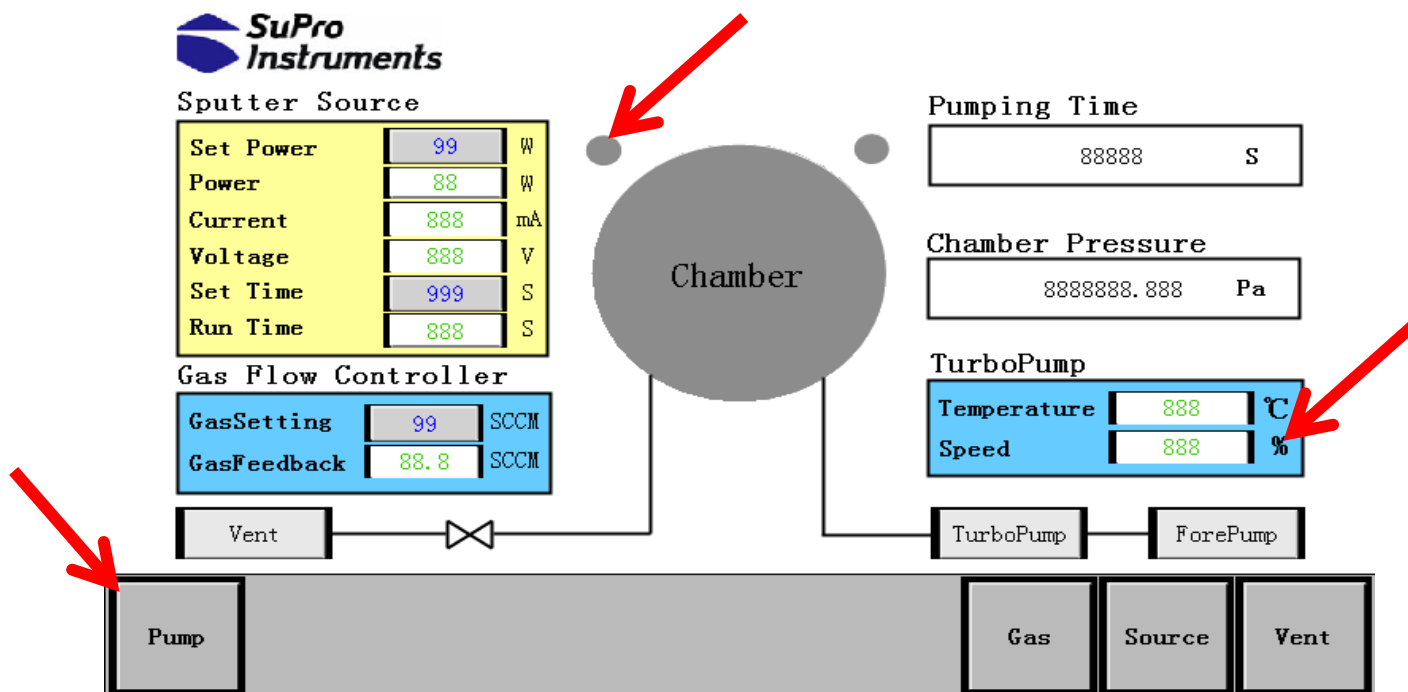 SuPro
Instruments
Sputter Source
Set Power 99 W
Power 88 W
Current 888 mA
Voltage 888 V
Set Time 999 S
Run Time 888 S
Gas Flow Controller
GasSetting 99 SCCM
GasFeedback 88.8 SCCM
Vent
Chamber
Pumping Time
88888 S
Chamber Pressure
8888888.888 Pa
TurboPump
Temperature 888 ℃
Speed 888 %
TurboPump ForePump
Pump Gas Source Vent